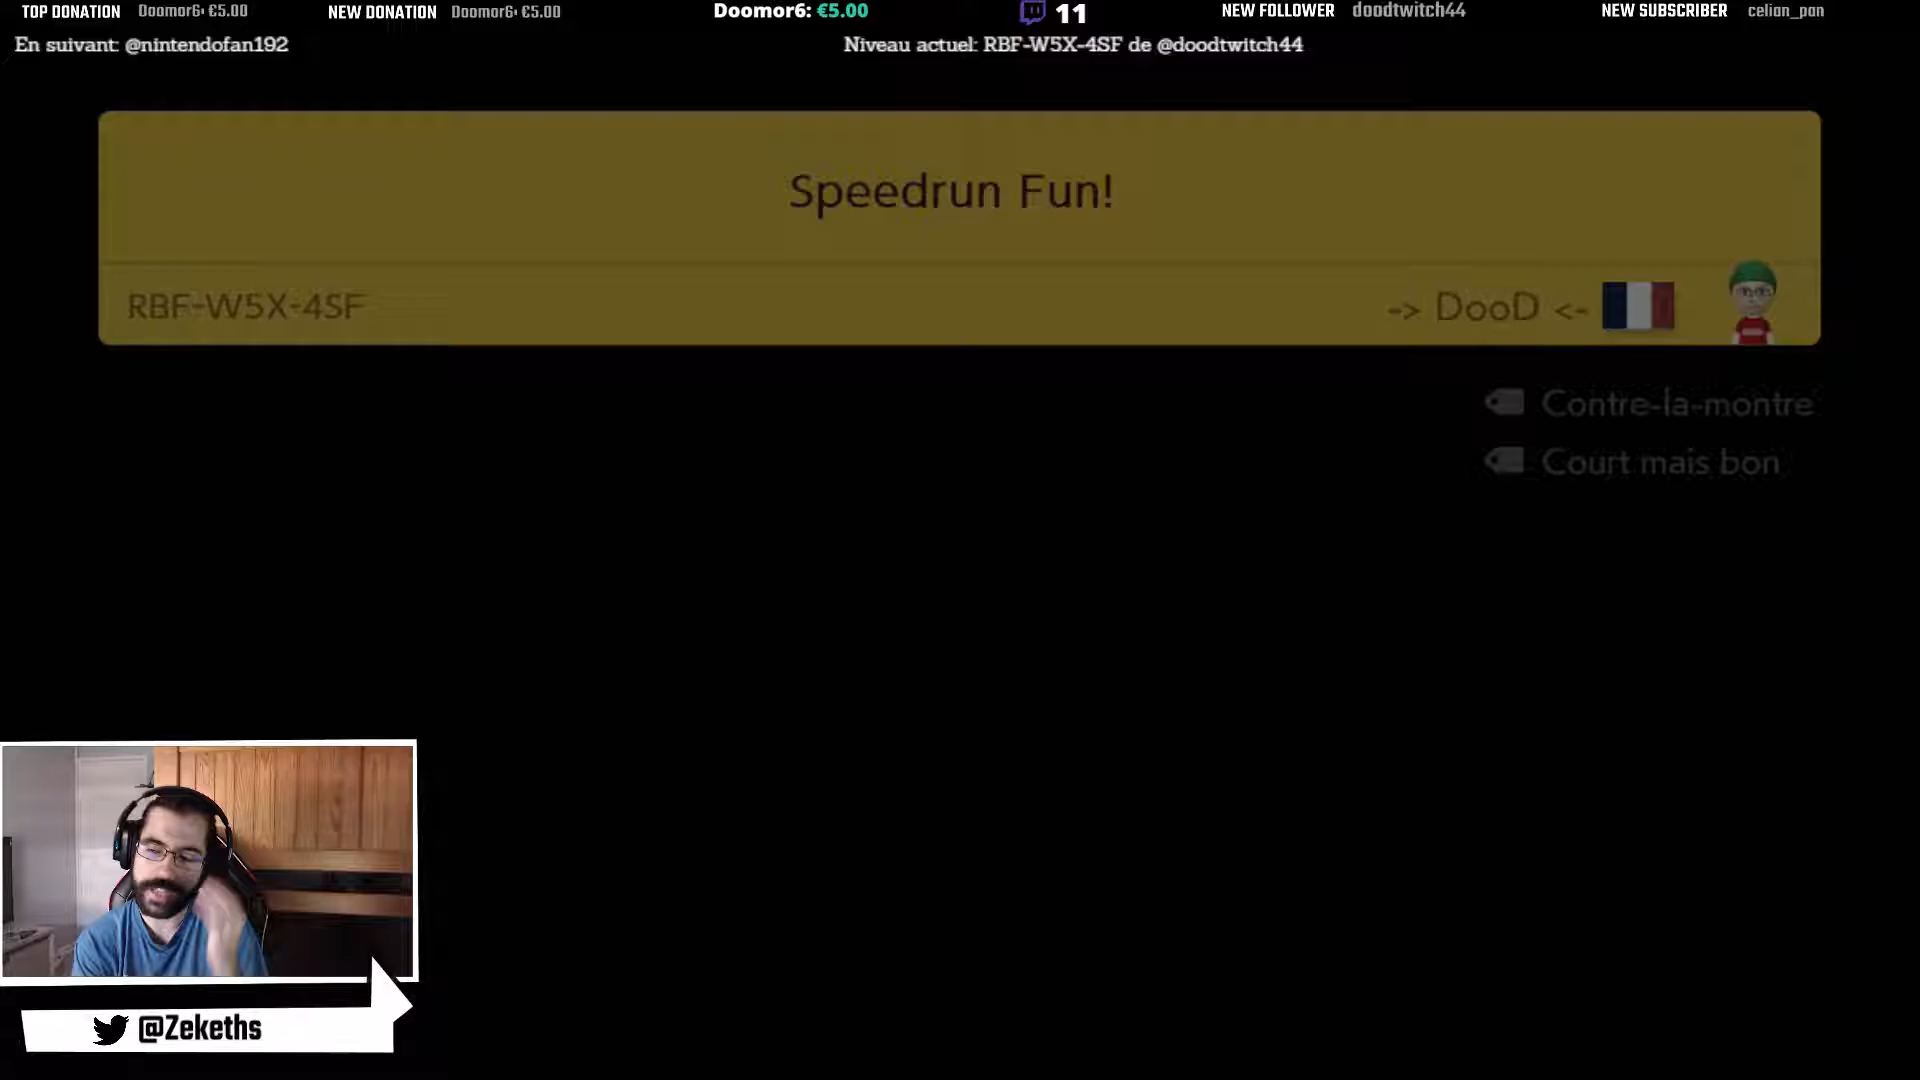 TOP DONATION Doomor6: €5.00 NEW DONATION Doomor6: €5.00 Doomor6: €5.00 11 NEW FOLLOWER doodtwitch44 NEW SUBSCRIBER celian_pan
En suivant: @nintendofan192 Niveau actuel: RBF-W5X-4SF de @doodtwitch44
Speedrun Fun!
RBF-W5X-4SF -> DooD <-
Contre-la-montre
Court mais bon
@Zekeths